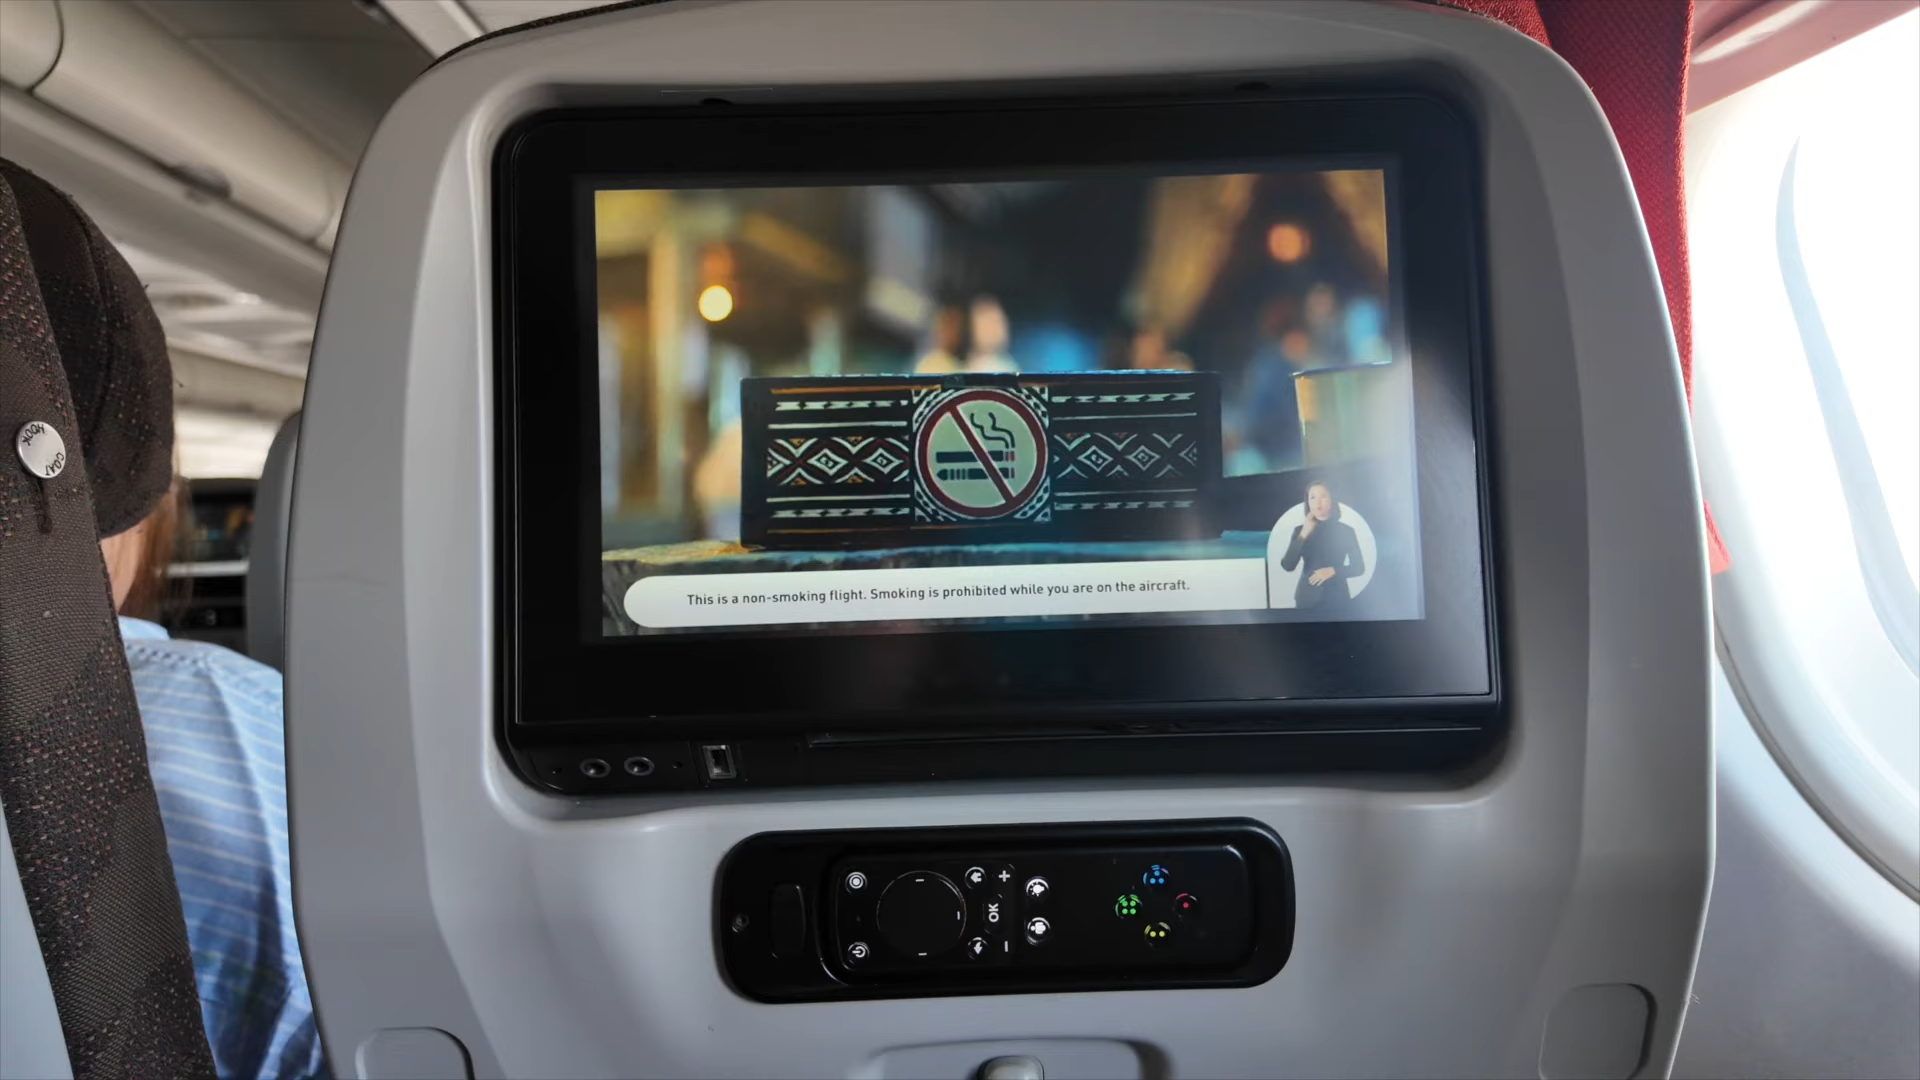 This is a non-smoking flight. Smoking is prohibited while you are on the aircraft.
COAT
HOOK
OK